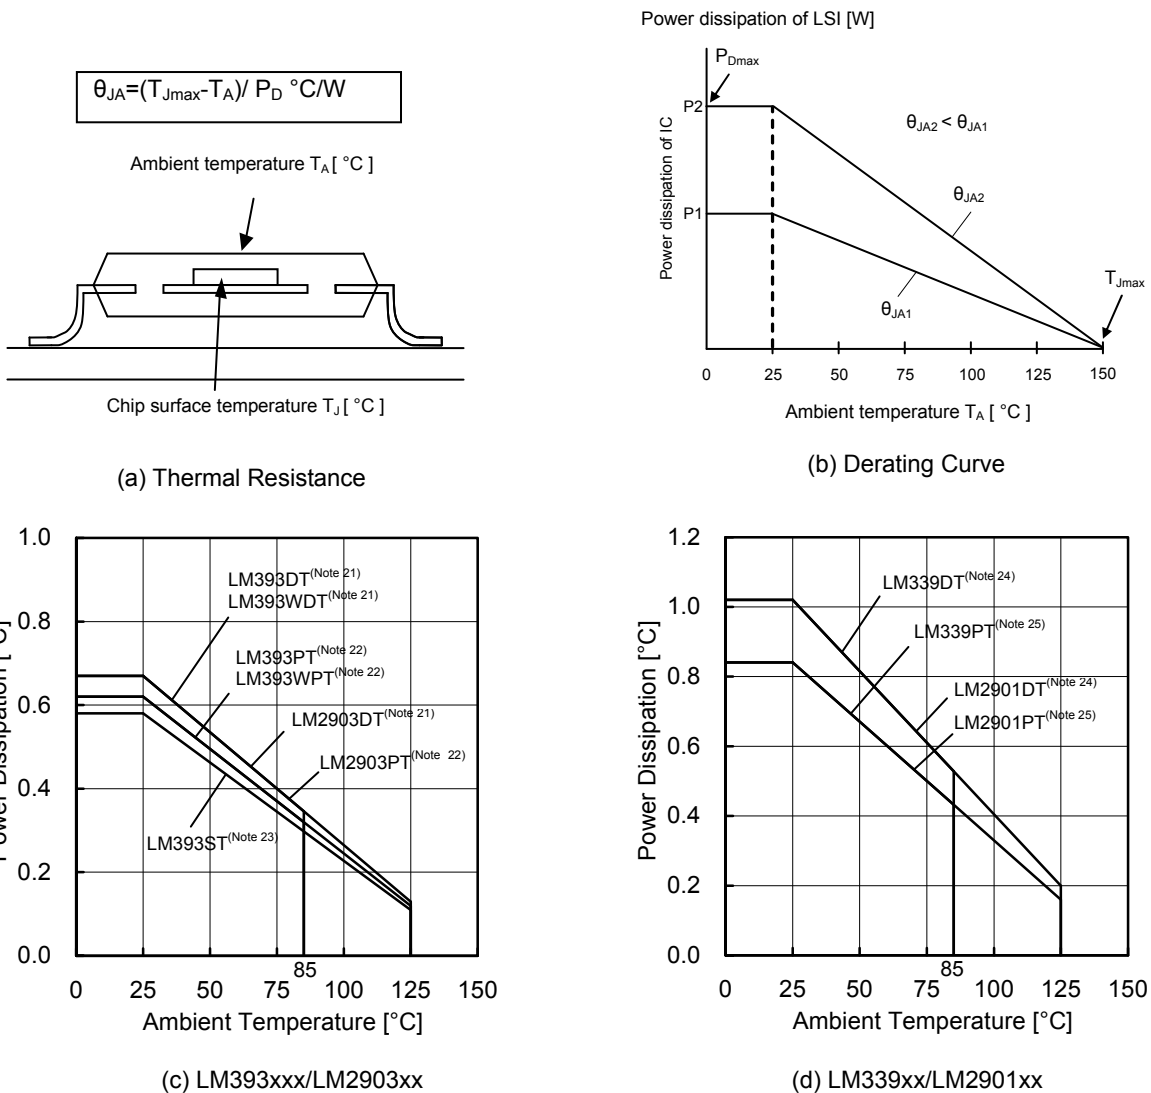 θJA=(TJmax-TA)/ PD °C/W
Ambient temperature TA [ °C ]
Chip surface temperature TJ [ °C ]
(a) Thermal Resistance
Power dissipation of LSI [W]
PDmax
P2
θJA2 < θJA1
θJA2
P1
θJA1
TJmax
Power dissipation of IC
0 25 50 75 100 125 150
Ambient temperature TA [ °C ]
(b) Derating Curve
1.0
LM393DT(Note 21)
LM393WDT(Note 21)
0.8
LM393PT(Note 22)
LM393WPT(Note 22)
0.6
LM2903DT(Note 21)
LM2903PT(Note 22)
0.4
LM393ST(Note 23)
0.2
0.0
85
0 25 50 75 100 125 150
Ambient Temperature [°C]
Power Dissipation [°C]
(c) LM393xxx/LM2903xx
1.2
LM339DT(Note 24)
1.0
LM339PT(Note 25)
0.8
LM2901DT(Note 24)
LM2901PT(Note 25)
0.6
0.4
0.2
0.0
85
0 25 50 75 100 125 150
Ambient Temperature [°C]
Power Dissipation [°C]
(d) LM339xx/LM2901xx